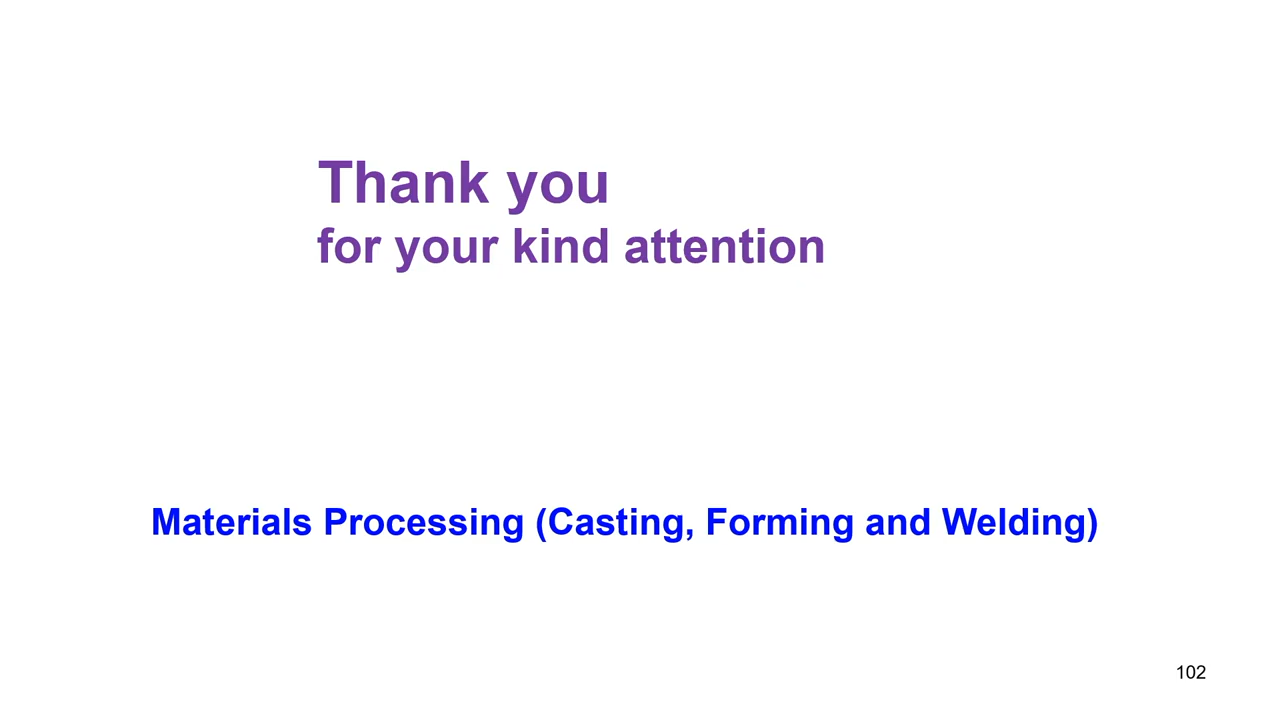 Thank you
for your kind attention
Materials Processing (Casting, Forming and Welding)
102